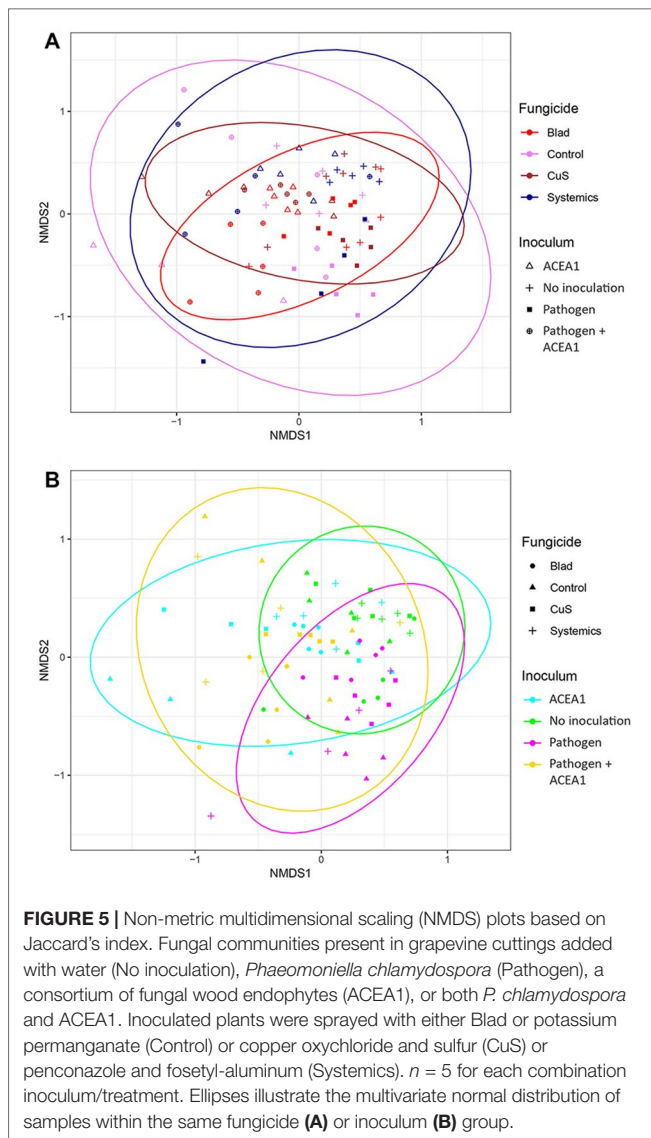 A
Fungicide
Blad
Control
CuS
Systemics
Inoculum
ACEA1
No inoculation
Pathogen
Pathogen +
ACEA1
NMDS2
1
0
−1
−1
0
1
NMDS1
B
Fungicide
Blad
Control
CuS
Systemics
Inoculum
ACEA1
No inoculation
Pathogen
Pathogen +
ACEA1
NMDS2
1
0
−1
−1
0
1
NMDS1
FIGURE 5 | Non-metric multidimensional scaling (NMDS) plots based on
Jaccard's index. Fungal communities present in grapevine cuttings added
with water (No inoculation), Phaeomoniella chlamydospora (Pathogen), a
consortium of fungal wood endophytes (ACEA1), or both P. chlamydospora
and ACEA1. Inoculated plants were sprayed with either Blad or potassium
permanganate (Control) or copper oxychloride and sulfur (CuS) or
penconazole and fosetyl-aluminum (Systemics). n = 5 for each combination
inoculum/treatment. Ellipses illustrate the multivariate normal distribution of
samples within the same fungicide (A) or inoculum (B) group.